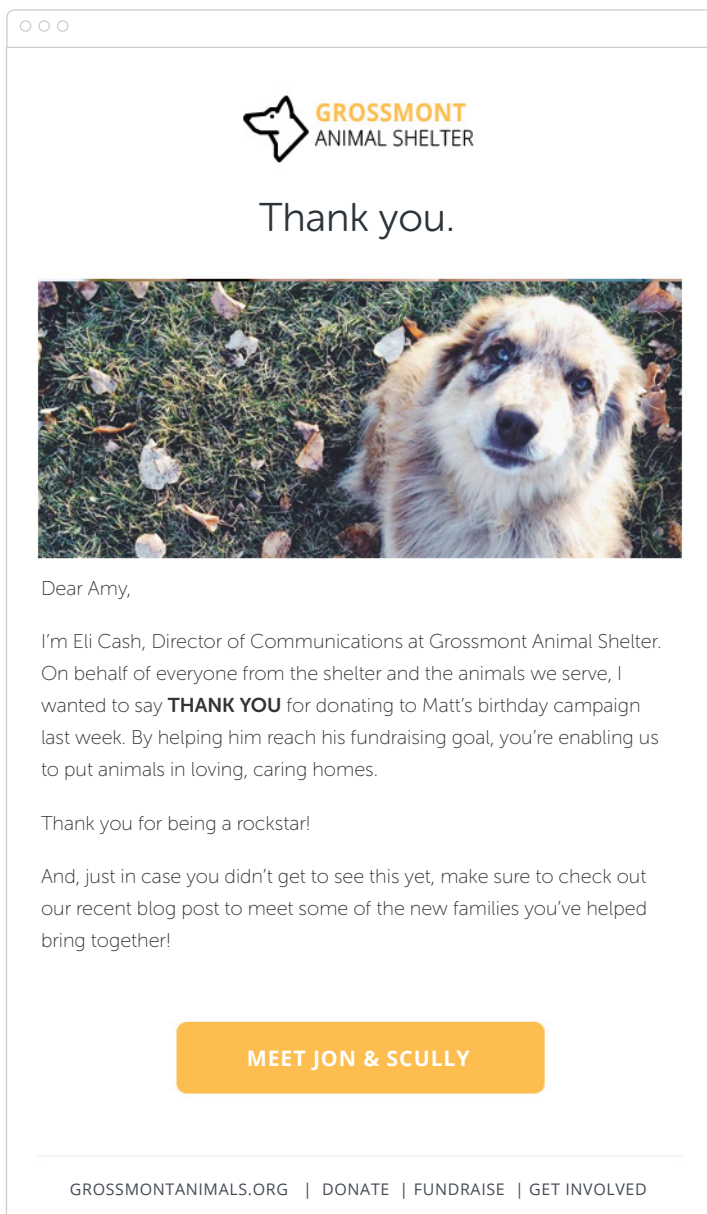 GROSSMONT
ANIMAL SHELTER
Thank you.
Dear Amy,
I’m Eli Cash, Director of Communications at Grossmont Animal Shelter.
On behalf of everyone from the shelter and the animals we serve, I
wanted to say THANK YOU for donating to Matt’s birthday campaign
last week. By helping him reach his fundraising goal, you’re enabling us
to put animals in loving, caring homes.
Thank you for being a rockstar!
And, just in case you didn’t get to see this yet, make sure to check out
our recent blog post to meet some of the new families you’ve helped
bring together!
MEET JON & SCULLY
GROSSMONTANIMALS.ORG | DONATE | FUNDRAISE | GET INVOLVED